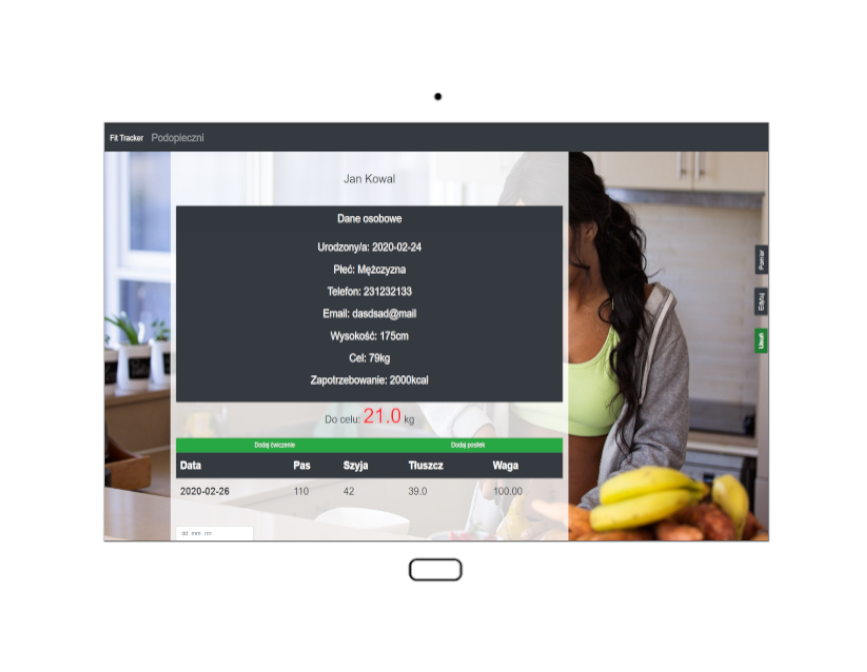 Fit Tracker Podopieczni
Jan Kowal
Dane osobowe
Urodzony/a: 2020-02-24
Płeć: Mężczyzna
Telefon: 231232133
Email: dasdsad@mail
Wysokość: 175cm
Cel: 79kg
Zapotrzebowanie: 2000kcal
Do celu: 21.0 kg
Dodaj ćwiczenie Dodaj posiłek
Data Pas Szyja Tłuszcz Waga
2020-02-26 110 42 39.0 100.00
dd . mm . rrrr
Pomiar
Edytuj
Usuń